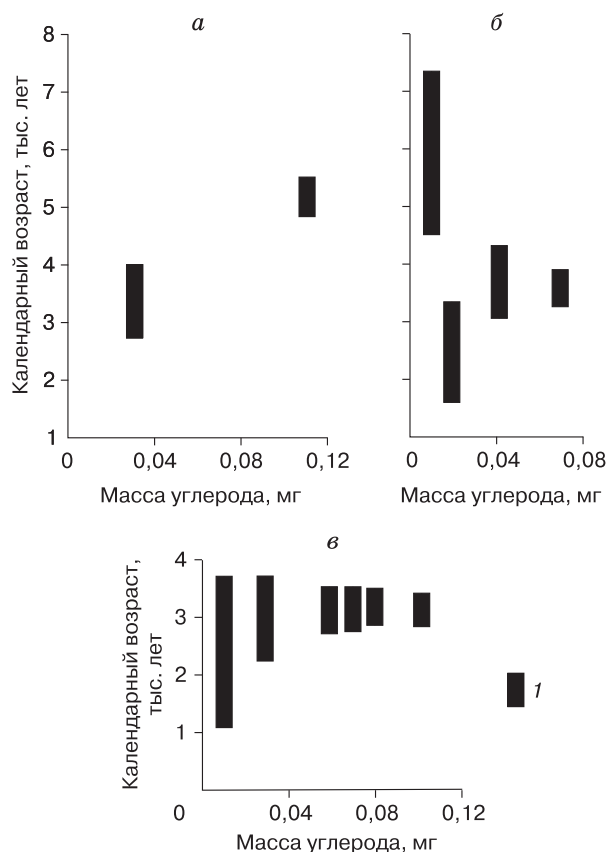 а
б
Календарный возраст, тыс. лет
8
7
6
5
4
3
2
1
0
0,04
0,08
0,12
0
0,04
0,08
Масса углерода, мг
Масса углерода, мг
в
Календарный возраст,
тыс. лет
4
3
2
1
1
0
0,04
0,08
0,12
Масса углерода, мг